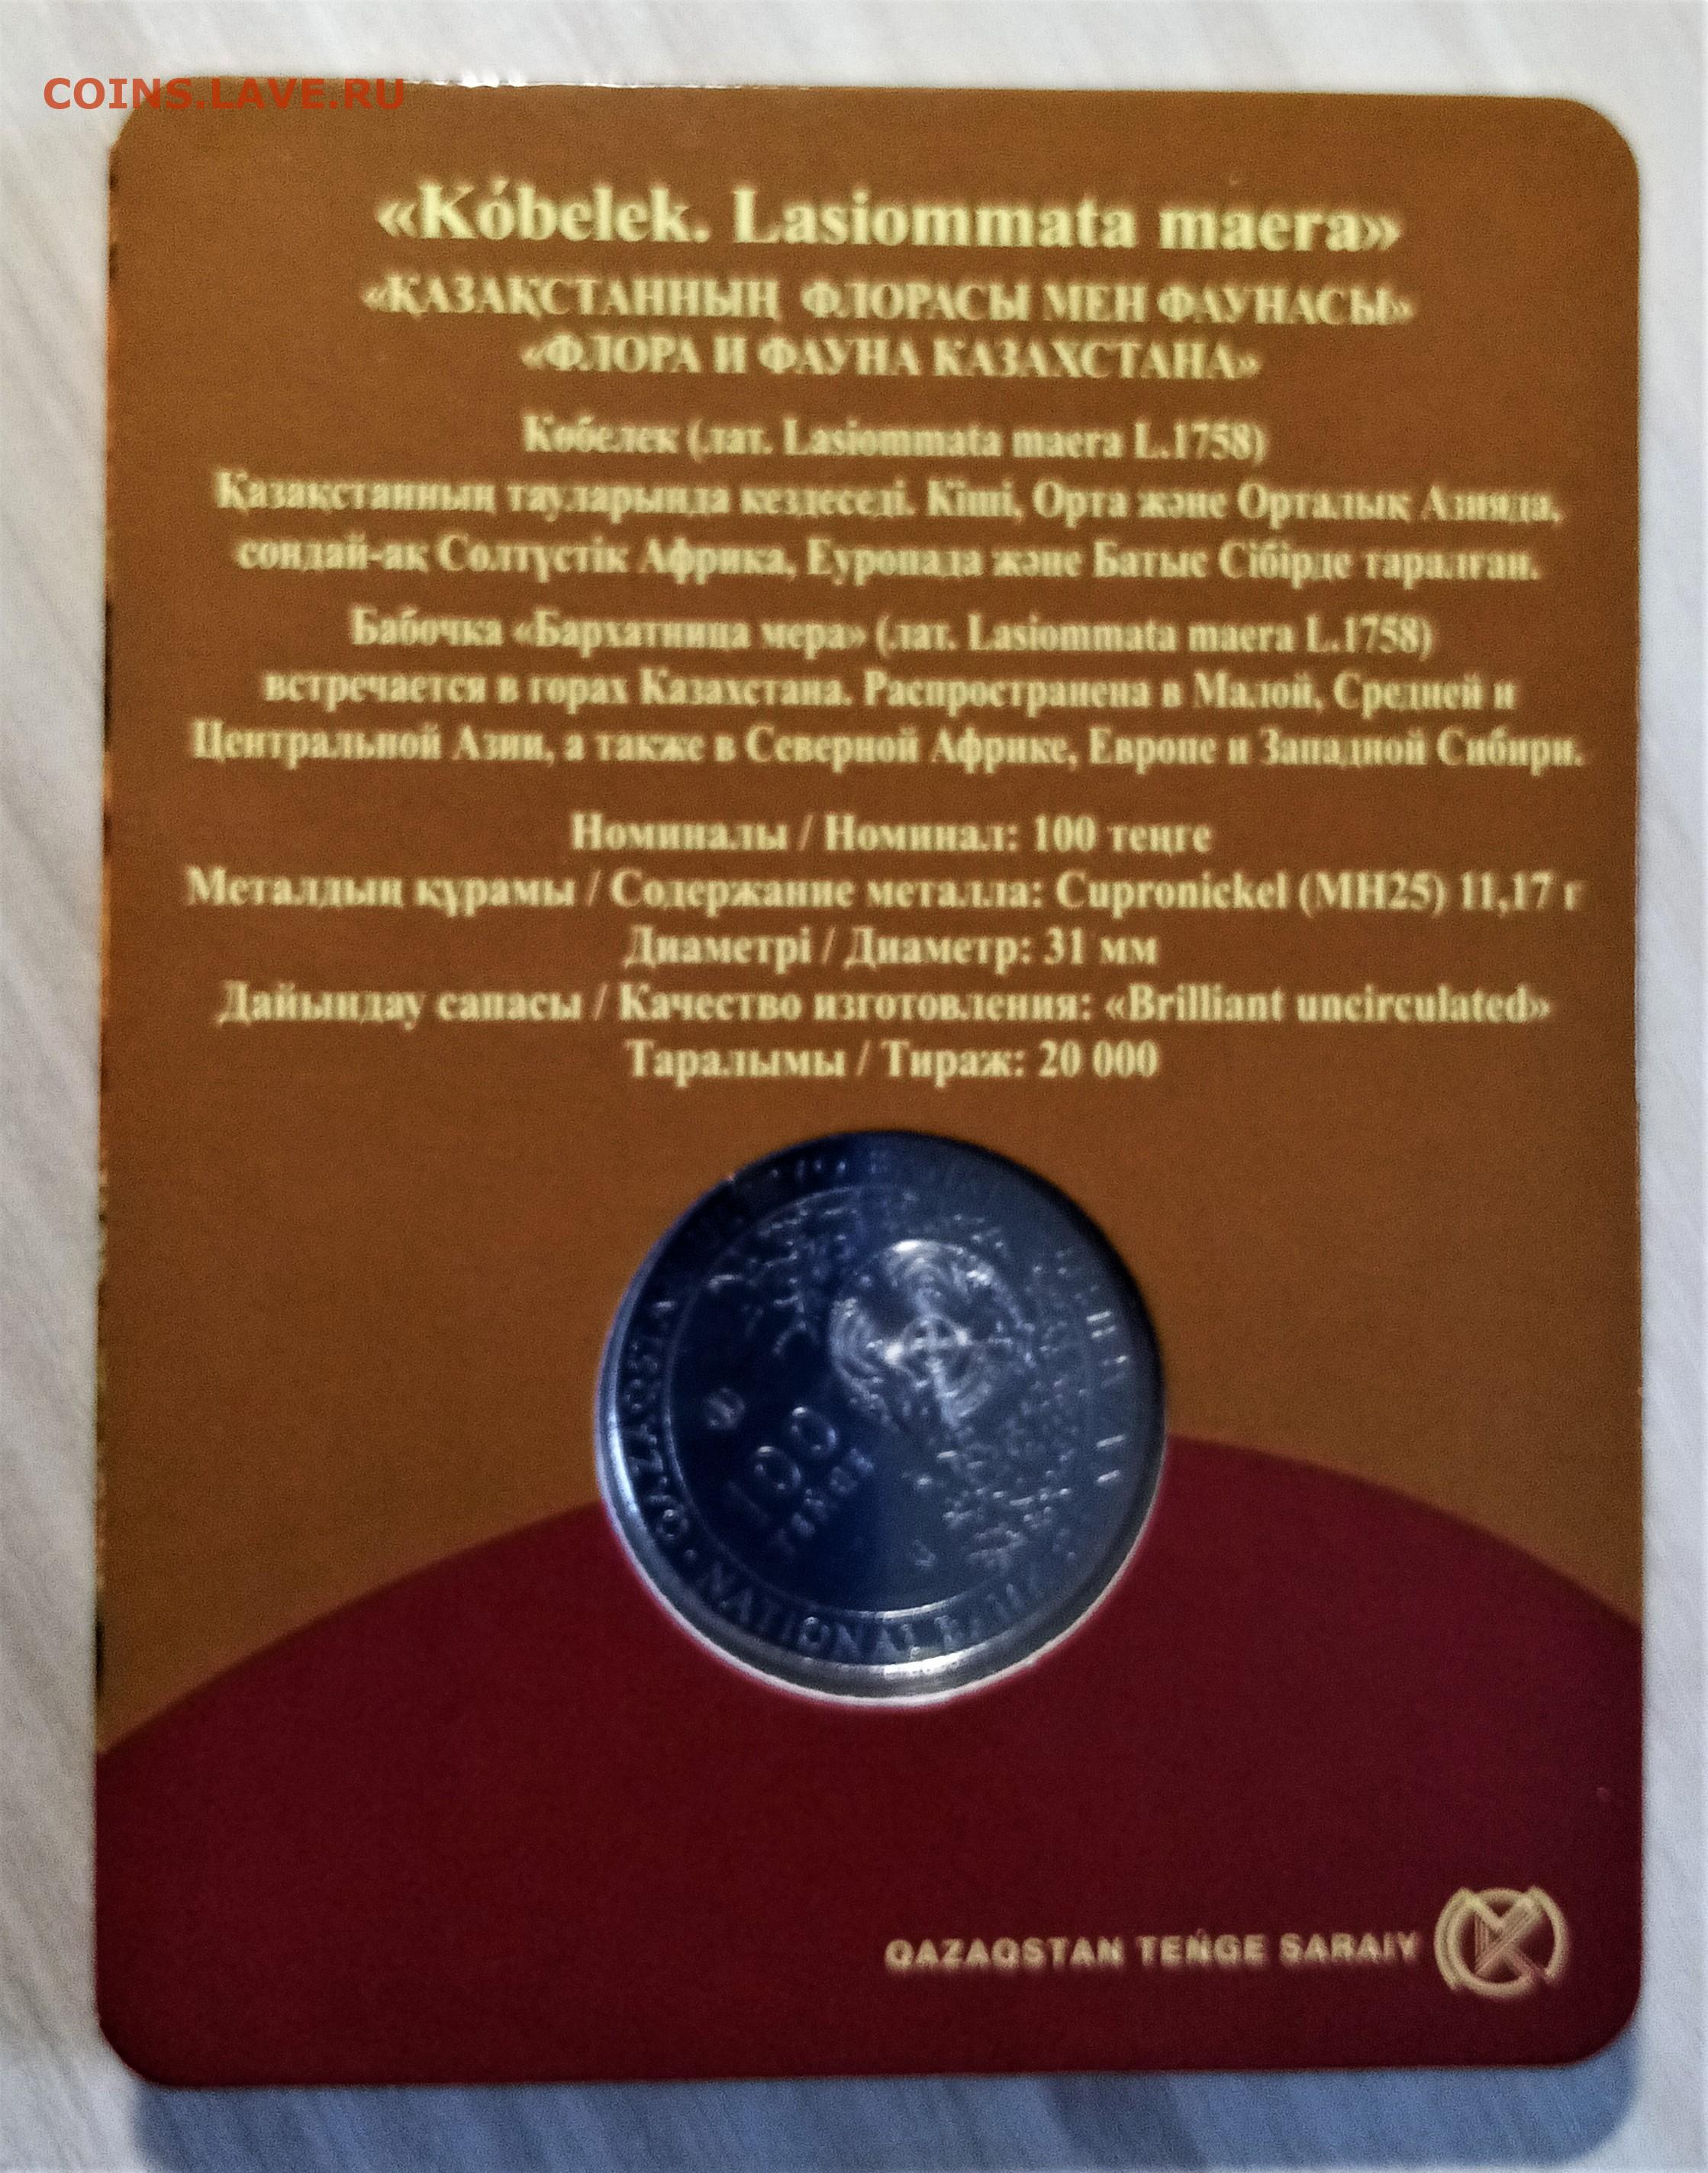 COINS.LAVE.RU
«Kóbelek. Lasiommata maera»
«ҚАЗАҚСТАННЫҢ ФЛОРАСЫ МЕН ФАУНАСЫ»
«ФЛОРА И ФАУНА КАЗАХСТАНА»
Көбелек (лат. Lasiommata maera L.1758)
Қазақстанның тауларында кездеседі. Кіші, Орта және Орталық Азияда,
сондай-ақ Солтүстік Африка, Еуропада және Батыс Сібірде таралған.
Бабочка «Бархатница мера» (лат. Lasiommata maera L.1758)
встречается в горах Казахстана. Распространена в Малой, Средней и
Центральной Азии, а также в Северной Африке, Европе и Западной Сибири.
Номиналы / Номинал: 100 теңге
Металдың құрамы / Содержание металла: Cupronickel (МН25) 11,17 г
Диаметрі / Диаметр: 31 мм
Дайындау сапасы / Качество изготовления: «Brilliant uncirculated»
Таралымы / Тираж: 20 000
100
TENGE
NATIONAL
QAZAQSTAN TEŃGE SARAIY